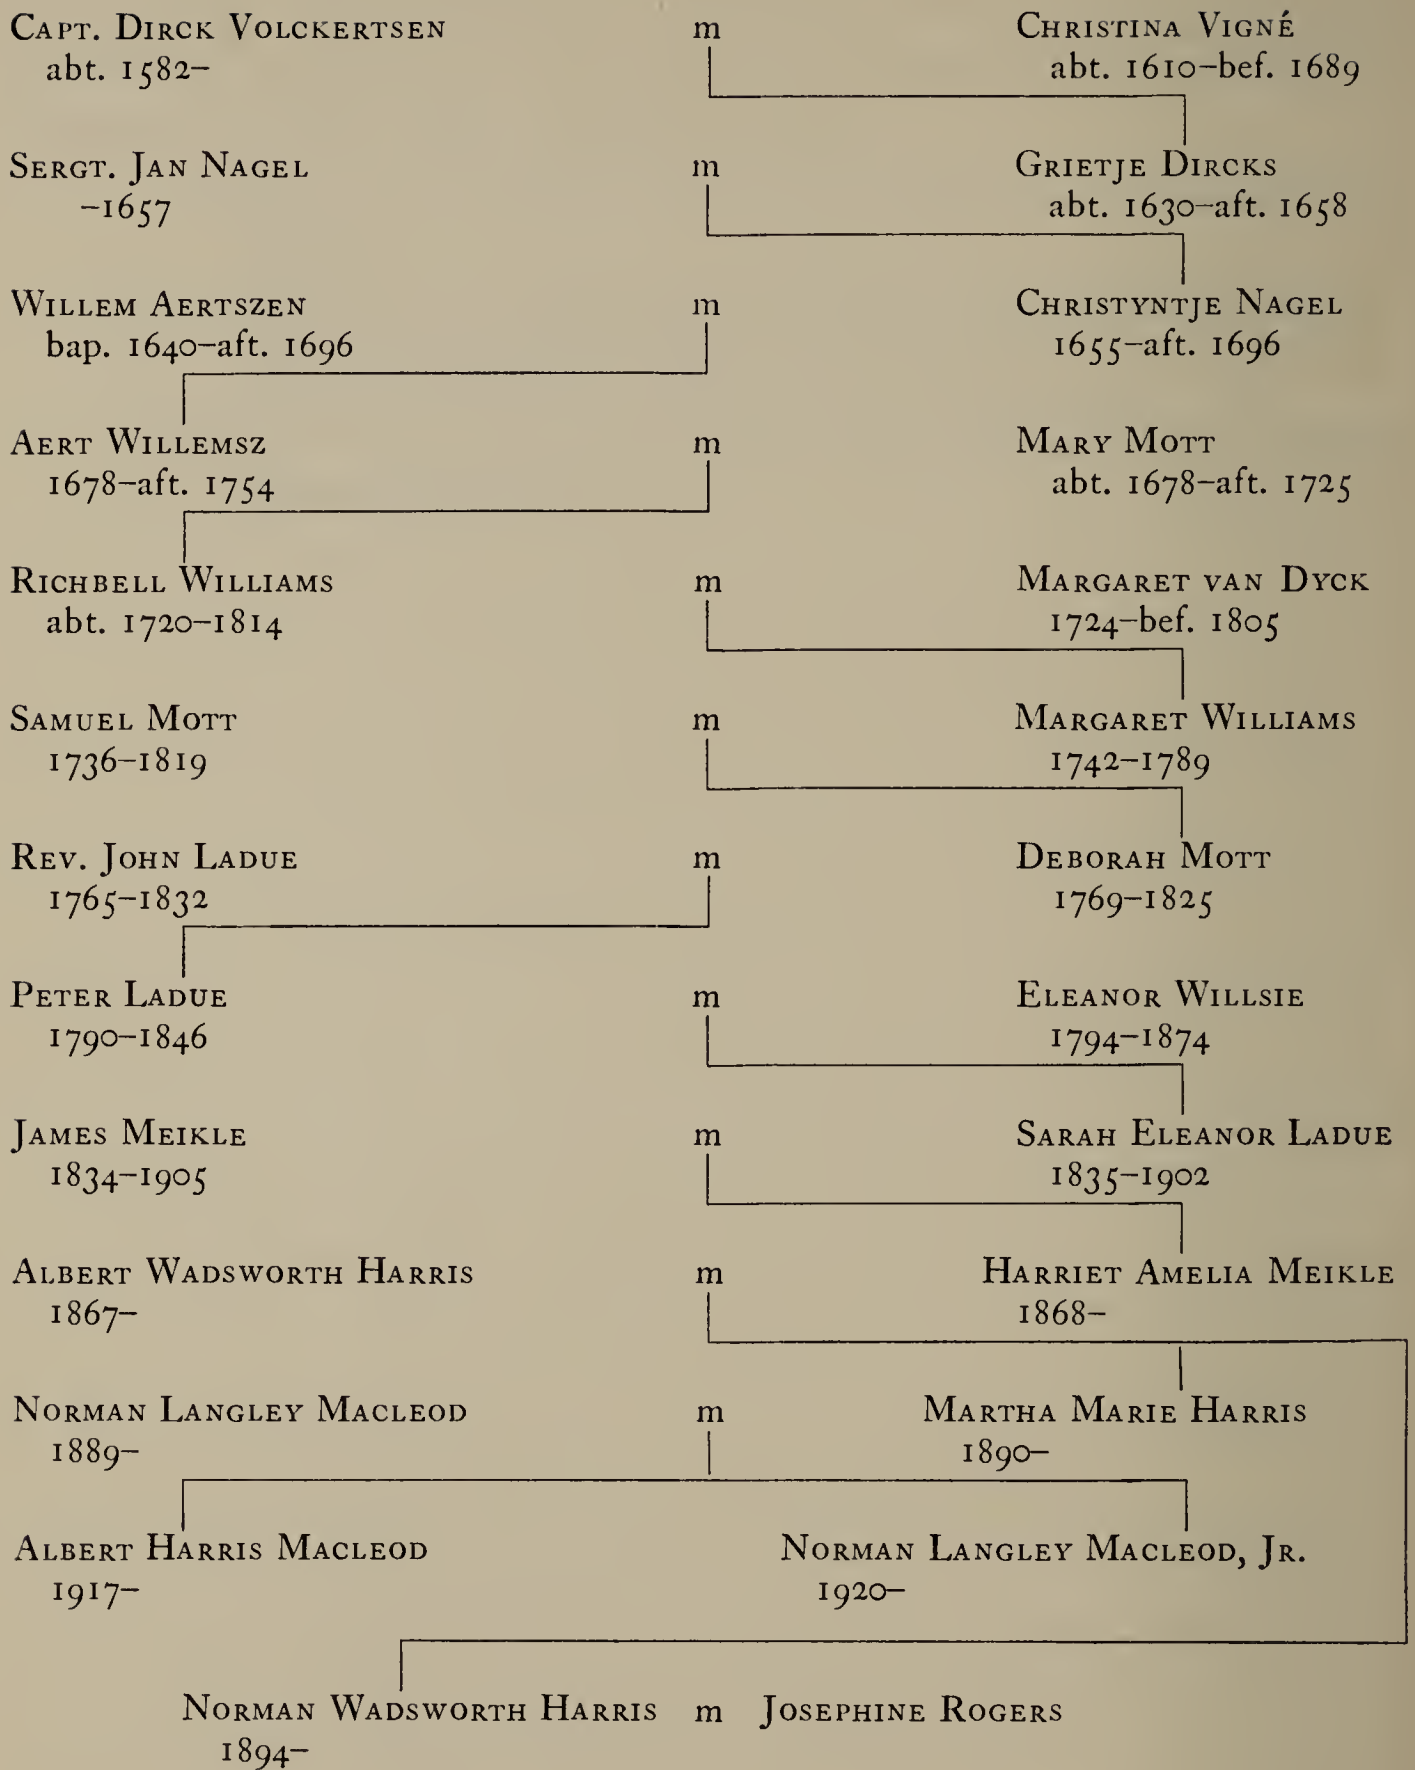 CAPT. DIRCK VOLCKERTSEN m CHRISTINA VIGNÉ
abt. 1582– abt. 1610–bef. 1689
SERGT. JAN NAGEL m GRIETJE DIRCKS
–1657 abt. 1630–aft. 1658
WILLEM AERTSZEN m CHRISTYNTJE NAGEL
bap. 1640–aft. 1696 1655–aft. 1696
AERT WILLEMSZ m MARY MOTT
1678–aft. 1754 abt. 1678–aft. 1725
RICHBELL WILLIAMS m MARGARET VAN DYCK
abt. 1720–1814 1724–bef. 1805
SAMUEL MOTT m MARGARET WILLIAMS
1736–1819 1742–1789
REV. JOHN LADUE m DEBORAH MOTT
1765–1832 1769–1825
PETER LADUE m ELEANOR WILLSIE
1790–1846 1794–1874
JAMES MEIKLE m SARAH ELEANOR LADUE
1834–1905 1835–1902
ALBERT WADSWORTH HARRIS m HARRIET AMELIA MEIKLE
1867– 1868–
NORMAN LANGLEY MACLEOD m MARTHA MARIE HARRIS
1889– 1890–
ALBERT HARRIS MACLEOD NORMAN LANGLEY MACLEOD, JR.
1917– 1920–
NORMAN WADSWORTH HARRIS m JOSEPHINE ROGERS
1894–